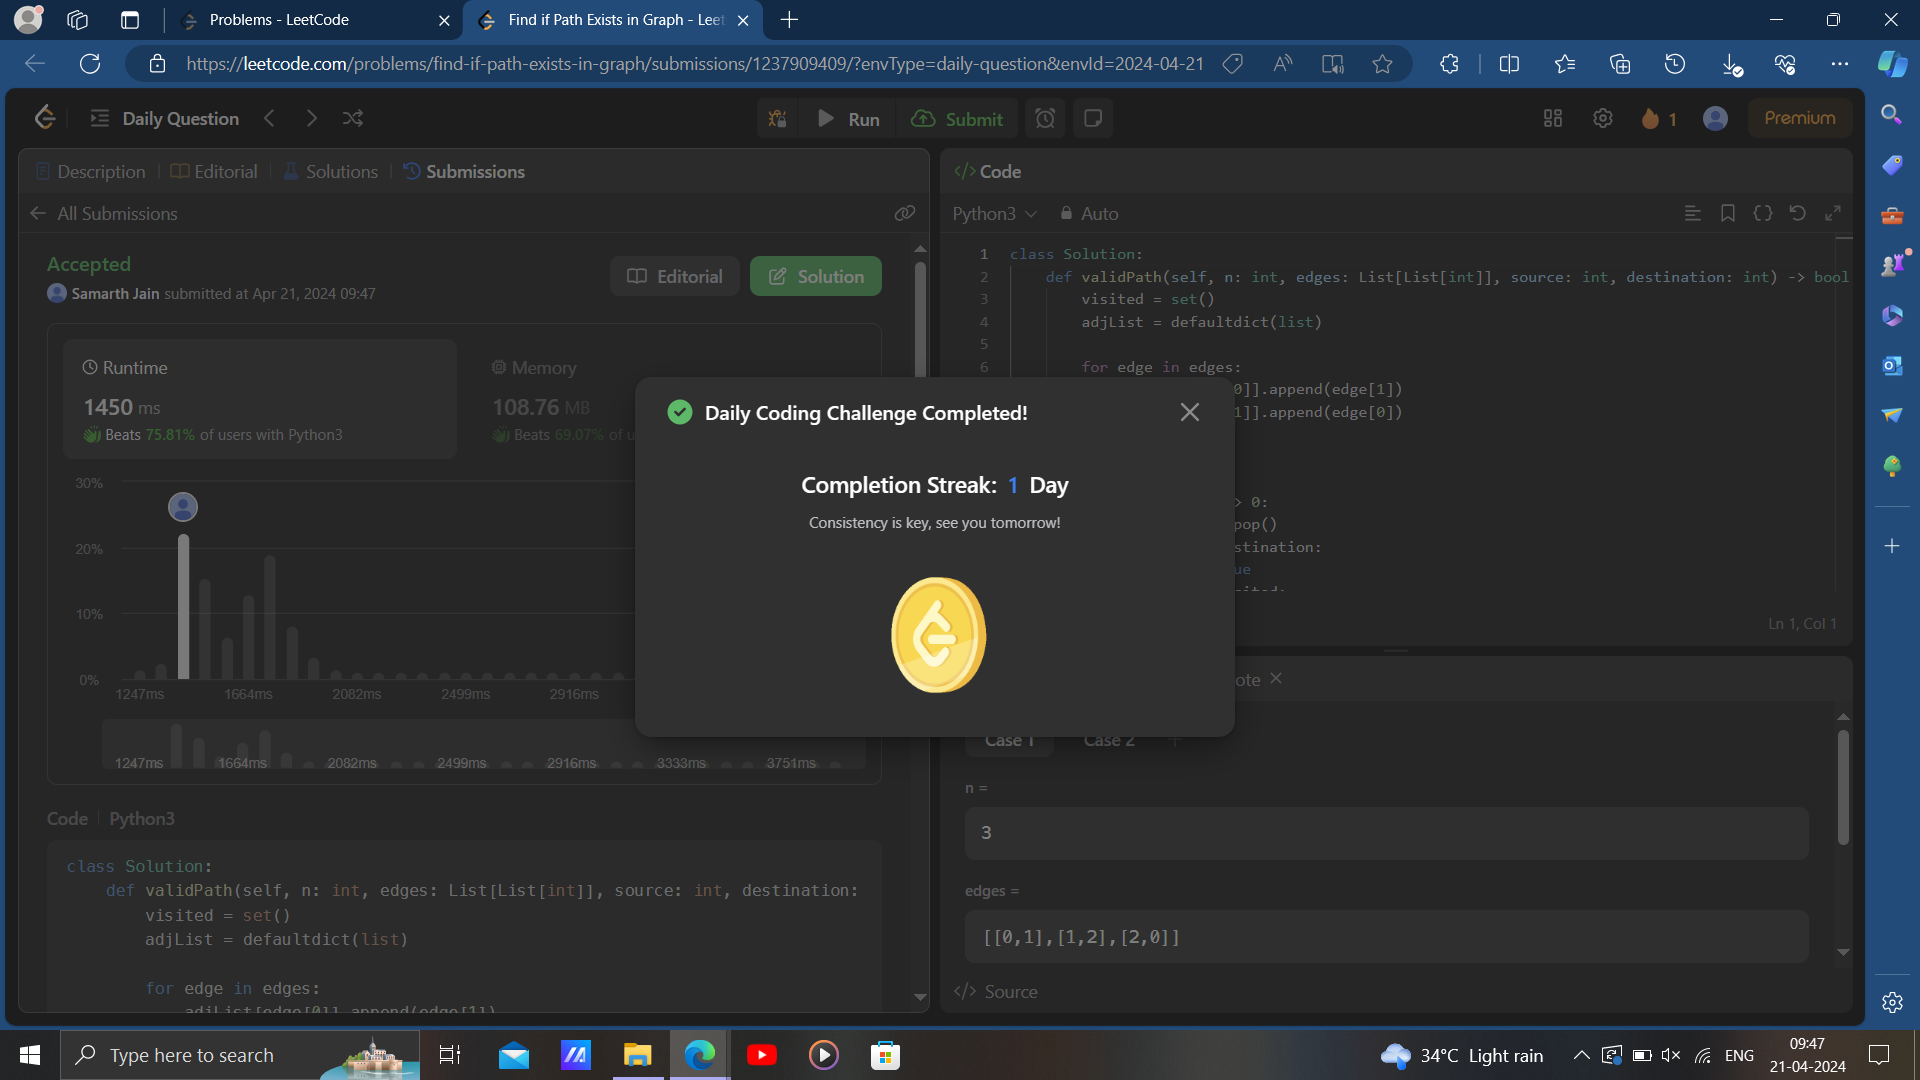 Problems - LeetCode
Find if Path Exists in Graph - Leet
https://leetcode.com/problems/find-if-path-exists-in-graph/submissions/1237909409/?envType=daily-question&envId=2024-04-21
Daily Question
Run
Submit
1
Premium
Description
Editorial
Solutions
Submissions
All Submissions
Accepted
Samarth Jain submitted at Apr 21, 2024 09:47
Editorial
Solution
Runtime
1450 ms
Beats 75.81% of users with Python3
Memory
108.76 MB
Beats 69.07% of u
30%
20%
10%
0%
1247ms 1664ms 2082ms 2499ms 2916ms
1247ms 1664ms 2082ms 2499ms 2916ms 3333ms 3751ms
Code
Python3
class Solution:
def validPath(self, n: int, edges: List[List[int]], source: int, destination:
visited = set()
adjList = defaultdict(list)
for edge in edges:
adjList[edge[0]].append(edge[1])
Daily Coding Challenge Completed!
Completion Streak: 1 Day
Consistency is key, see you tomorrow!
</> Code
Python3
Auto
1 class Solution:
2 def validPath(self, n: int, edges: List[List[int]], source: int, destination: int) -> bool
3 visited = set()
4 adjList = defaultdict(list)
5
6 for edge in edges:
0]].append(edge[1])
1]].append(edge[0])
> 0:
pop()
stination:
ue
Ln 1, Col 1
ote
Case 1
Case 2
n =
3
edges =
[[0,1],[1,2],[2,0]]
</> Source
Type here to search
34°C Light rain
ENG
09:47
21-04-2024